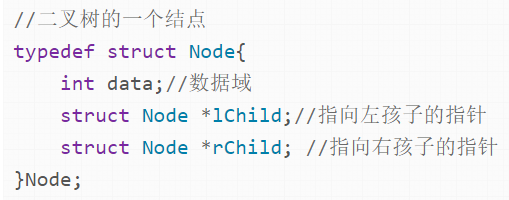 //二叉树的一个结点
typedef struct Node{
    int data;//数据域
    struct Node *lChild;//指向左孩子的指针
    struct Node *rChild; //指向右孩子的指针
}Node;